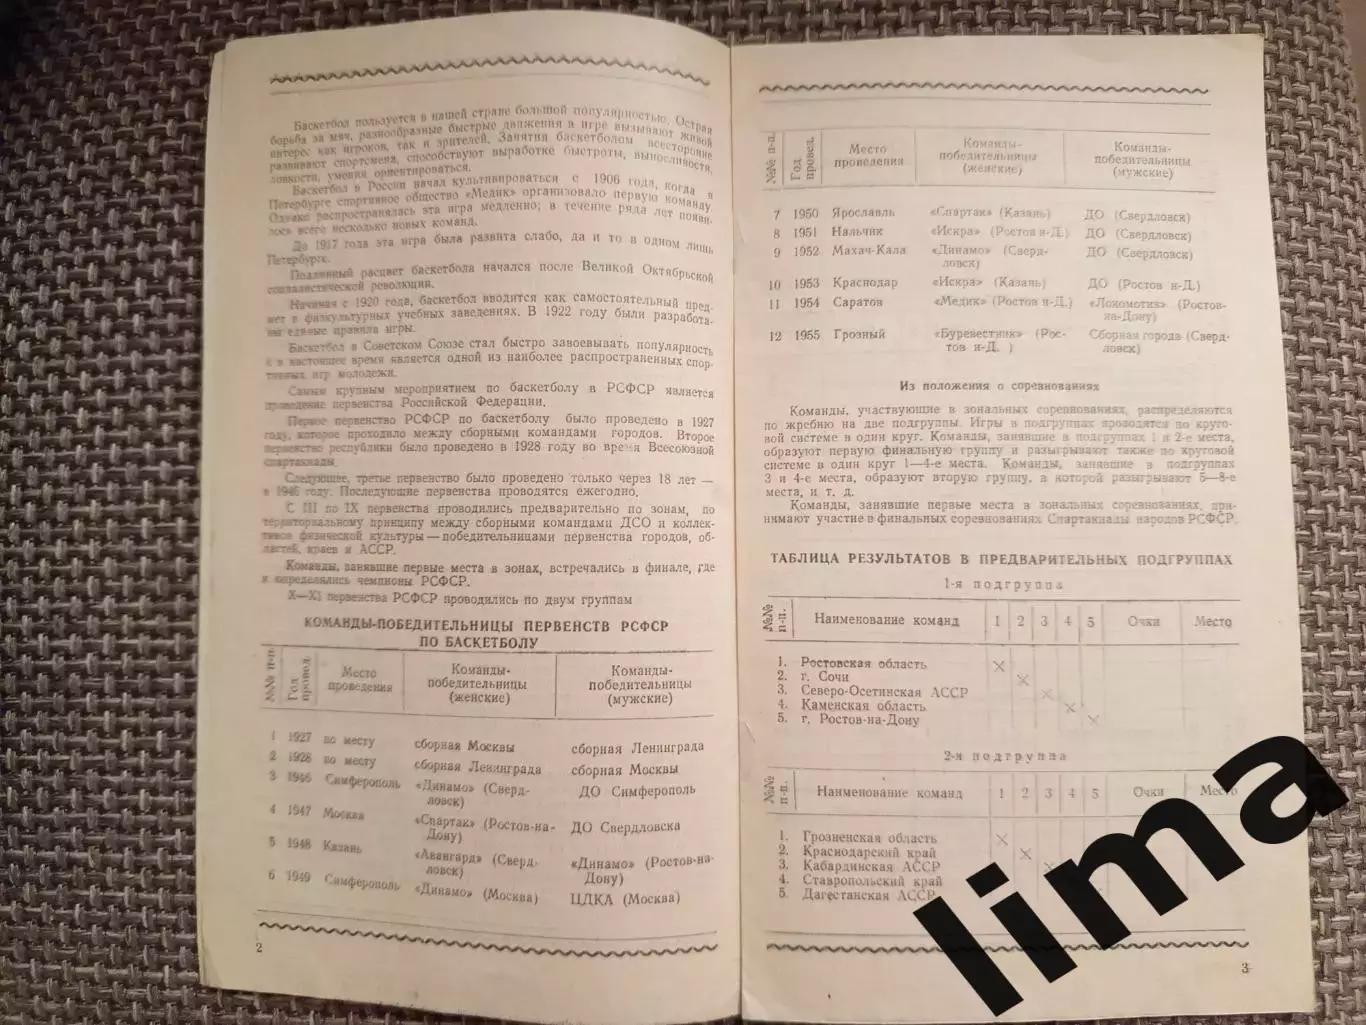 Баскетбол пользуется в нашей стране большой популярностью. Острая
борьба за мяч, разнообразные быстрые движения в игре вызывают живой
интерес как игроков, так и зрителей. Занятия баскетболом всесторонне
развивают спортсмена, способствуют выработке быстроты, выносливости,
ловкости, умения ориентироваться.
Баскетбол в России начал культивироваться с 1906 года, когда в
Петербурге спортивное общество «Медик» организовало первую команду.
Однако распространялась эта игра медленно; в течение ряда лет появи-
лось всего несколько новых команд.
До 1917 года эта игра была развита слабо, да и то в одном лишь
Петербурге.
Подлинный расцвет баскетбола начался после Великой Октябрьской
социалистической революции.
Начиная с 1920 года, баскетбол вводится как самостоятельный пред-
мет в физкультурных учебных заведениях. В 1922 году были разработа-
ны единые правила игры.
Баскетбол в Советском Союзе стал быстро завоевывать популярность
и в настоящее время является одной из наиболее распространенных спор-
тивных игр молодежи.
Самым крупным мероприятием по баскетболу в РСФСР является
проведение первенства Российской Федерации.
Первое первенство РСФСР по баскетболу было проведено в 1927
году, которое проходило между сборными командами городов. Второе
первенство республики было проведено в 1928 году во время Всесоюзной
спартакиады.
Следующее, третье первенство было проведено только через 18 лет —
в 1946 году. Последующие первенства проводятся ежегодно.
С III по IX первенства проводились предварительно по зонам, по
территориальному принципу между сборными командами ДСО и коллек-
тивов физической культуры — победительницами первенства городов, об-
ластей, краев и АССР.
Команды, занявшие первые места в зонах, встречались в финале, где
и определялись чемпионы РСФСР.
X—XI первенства РСФСР проводились по двум группам
КОМАНДЫ-ПОБЕДИТЕЛЬНИЦЫ ПЕРВЕНСТВ РСФСР
ПО БАСКЕТБОЛУ
№№ п-п. Год провед. Место проведения Команды-победительницы (женские) Команды-победительницы (мужские)
1 1927 по месту сборная Москвы сборная Ленинграда
2 1928 по месту сборная Ленинграда сборная Москвы
3 1946 Симферополь «Динамо» (Сверд-
ловск) ДО Симферополь
4 1947 Москва «Спартак» (Ростов-на-
Дону) ДО Свердловска
5 1948 Казань «Авангард» (Сверд-
ловск) «Динамо» (Ростов-на-
Дону)
6 1949 Симферополь «Динамо» (Москва) ЦДКА (Москва)
2
№№ п-п. Год провед. Место проведения Команды-победительницы (женские) Команды-победительницы (мужские)
7 1950 Ярославль «Спартак» (Казань) ДО (Свердловск)
8 1951 Нальчик «Искра» (Ростов н-Д.) ДО (Свердловск)
9 1952 Махач-Кала «Динамо» (Сверд-
ловск) ДО (Свердловск)
10 1953 Краснодар «Искра» (Казань) ДО (Ростов н-Д.)
11 1954 Саратов «Медик» (Ростов н-Д.) «Локомотив» (Ростов-
на-Дону)
12 1955 Грозный «Буревестник» (Рос-
тов н-Д. ) Сборная города (Сверд-
ловск)
Из положения о соревнованиях
Команды, участвующие в зональных соревнованиях, распределяются
по жребию на две подгруппы. Игры в подгруппах проводятся по круго-
вой системе в один круг. Команды, занявшие в подгруппах 1 и 2-е места,
образуют первую финальную группу и разыгрывают также по круговой
системе в один круг 1—4-е места. Команды, занявшие в подгруппах
3 и 4-е места, образуют вторую группу, в которой разыгрывают 5—8-е
места, и т. д.
Команды, занявшие первые места в зональных соревнованиях, при-
нимают участие в финальных соревнованиях Спартакиады народов РСФСР.
ТАБЛИЦА РЕЗУЛЬТАТОВ В ПРЕДВАРИТЕЛЬНЫХ ПОДГРУППАХ
1-я подгруппа
№№ п-п. Наименование команд 1 2 3 4 5 Очки Место
1. Ростовская область
2. г. Сочи
3. Северо-Осетинская АССР
4. Каменская область
5. г. Ростов-на-Дону
2-я подгруппа
№№ п-п. Наименование команд 1 2 3 4 5 Очки Место
1. Грозненская область
2. Краснодарский край
3. Кабардинская АССР
4. Ставропольский край
5. Дагестанская АССР
3
lima